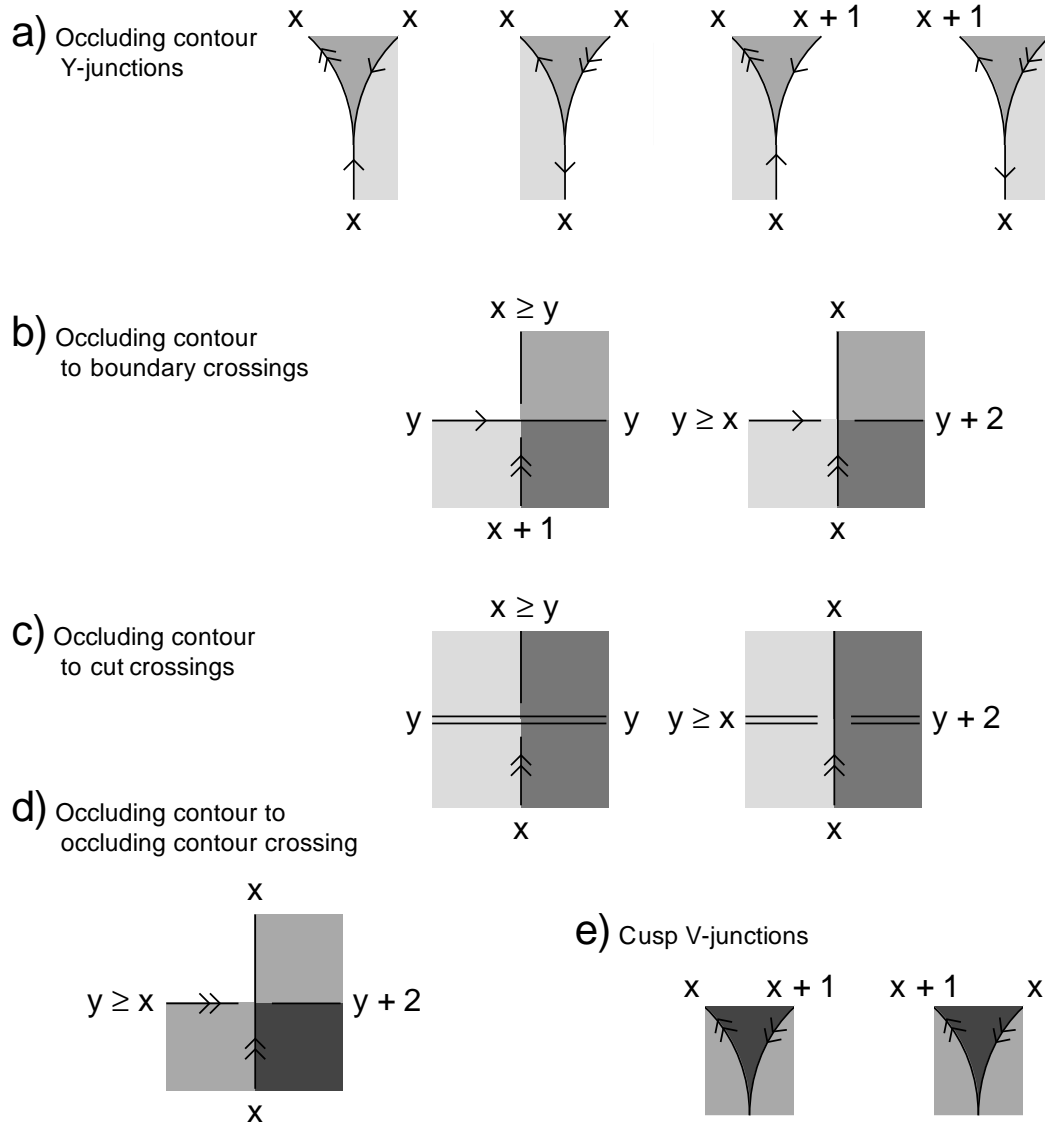 x x x x x x + 1 x + 1 x
a) Occluding contour
Y-junctions
x x x x
x ≥ y x
b) Occluding contour
to boundary crossings
y y y ≥ x y + 2
x + 1 x
x ≥ y x
c) Occluding contour
to cut crossings
y y y ≥ x y + 2
x x
d) Occluding contour to
occluding contour crossing
x
y ≥ x y + 2
x
e) Cusp V-junctions
x x + 1 x + 1 x